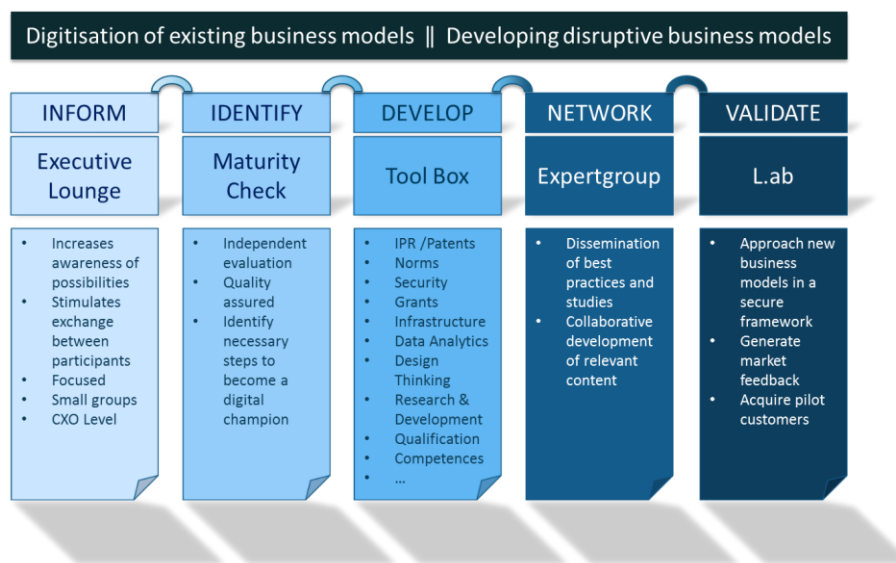 Digitisation of existing business models || Developing disruptive business models
INFORM
Executive
Lounge
• Increases
awareness of
possibilities
• Stimulates
exchange
between
participants
• Focused
• Small groups
• CXO Level
IDENTIFY
Maturity
Check
• Independent
evaluation
• Quality
assured
• Identify
necessary
steps to
become a
digital
champion
DEVELOP
Tool Box
• IPR /Patents
• Norms
• Security
• Grants
• Infrastructure
• Data Analytics
• Design
Thinking
• Research &
Development
• Qualification
• Competences
• ...
NETWORK
Expertgroup
• Dissemination
of best
practices and
studies
• Collaborative
development
of relevant
content
VALIDATE
L.ab
• Approach new
business
models in a
secure
framework
• Generate
market
feedback
• Acquire pilot
customers